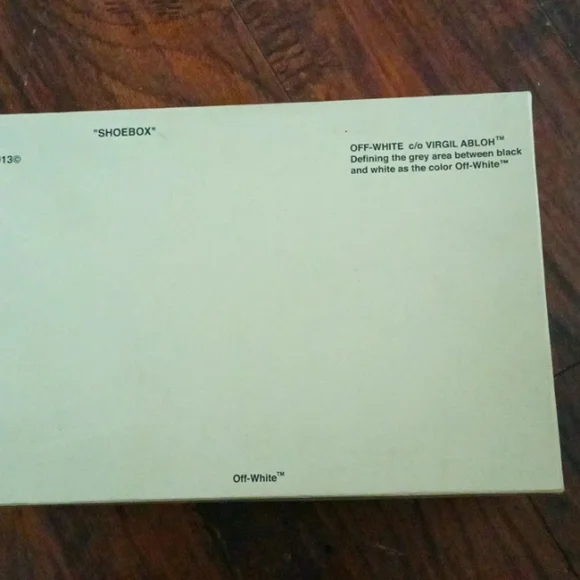 "SHOEBOX"
13©
OFF-WHITE c/o VIRGIL ABLOH™
Defining the grey area between black
and white as the color Off-White™
Off-White™